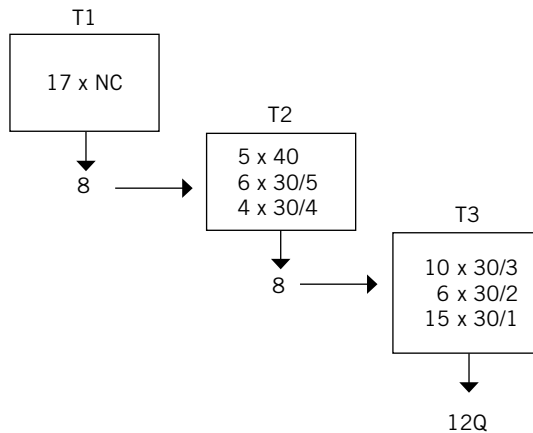 T1
17 x NC
8
T2
5 x 40
6 x 30/5
4 x 30/4
8
T3
10 x 30/3
6 x 30/2
15 x 30/1
12Q